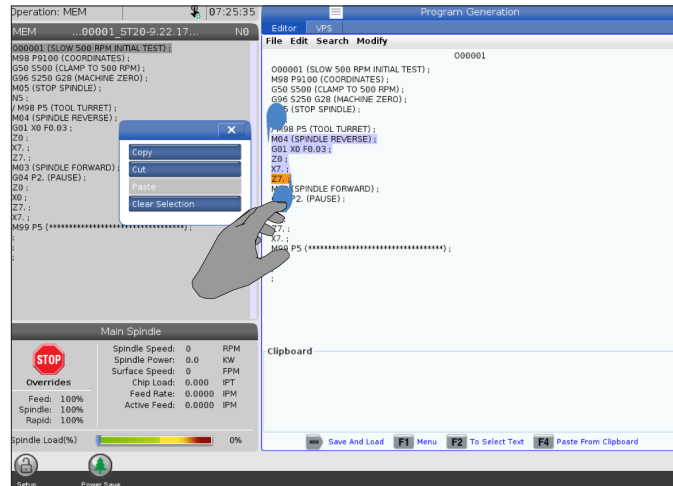 Operation: MEM
07:25:35
MEM ...00001_ST20-9.22.17... N0
O00001 (SLOW 500 RPM INITIAL TEST) ;
M98 P9100 (COORDINATES) ;
G50 S500 (CLAMP TO 500 RPM) ;
G96 S250 G28 (MACHINE ZERO) ;
M05 (STOP SPINDLE) ;
N5 ;
/ M98 P5 (TOOL TURRET) ;
M04 (SPINDLE REVERSE) ;
G01 X0 F0.03 ;
Z0 ;
X7. ;
Z7. ;
M03 (SPINDLE FORWARD) ;
G04 P2. (PAUSE) ;
Z0 ;
X0 ;
Z7. ;
X7. ;
;
;
X
Copy
Cut
Paste
Clear Selection
Main Spindle
STOP
Overrides
Feed: 100%
Spindle: 100%
Rapid: 100%
Spindle Speed: 0 RPM
Spindle Power: 0.0 KW
Surface Speed: 0 FPM
Chip Load: 0.000 IPT
Feed Rate: 0.0000 IPM
Active Feed: 0.0000 IPM
Spindle Load(%) 0%
Setup
Power Save
Program Generation
Editor VPS
File Edit Search Modify
O00001
O00001 (SLOW 500 RPM INITIAL TEST) ;
M98 P9100 (COORDINATES) ;
G50 S500 (CLAMP TO 500 RPM) ;
G96 S250 G28 (MACHINE ZERO) ;
(STOP SPINDLE) ;
/ M98 P5 (TOOL TURRET) ;
M04 (SPINDLE REVERSE) ;
G01 X0 F0.03 ;
Z0 ;
X7. ;
Z7. ;
(SPINDLE FORWARD) ;
P2. (PAUSE) ;
Z7. ;
X7. ;
;
;
Clipboard
Save And Load F1 Menu F2 To Select Text F4 Paste From Clipboard